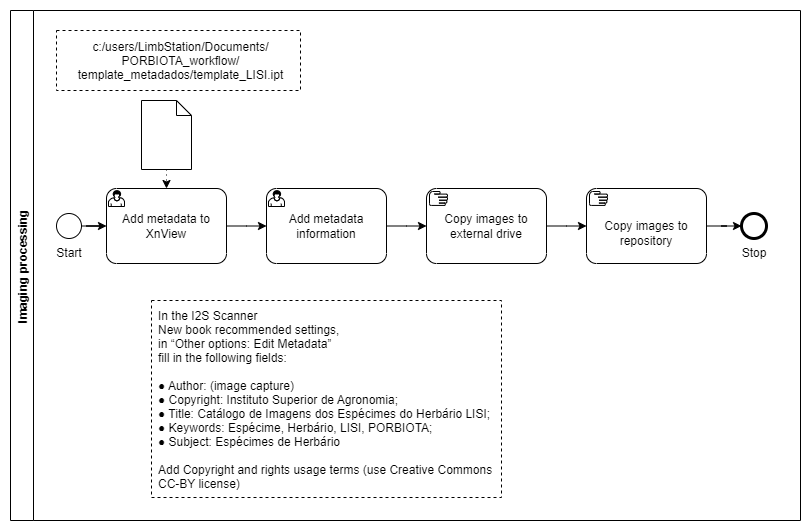 Imaging processing
c:/users/LimbStation/Documents/
PORBIOTA_workflow/
template_metadados/template_LISI.ipt
Start
Add metadata to
XnView
Add metadata
information
Copy images to
external drive
Copy images to
repository
Stop
In the I2S Scanner
New book recommended settings,
in “Other options: Edit Metadata”
fill in the following fields:
● Author: (image capture)
● Copyright: Instituto Superior de Agronomia;
● Title: Catálogo de Imagens dos Espécimes do Herbário LISI;
● Keywords: Espécime, Herbário, LISI, PORBIOTA;
● Subject: Espécimes de Herbário
Add Copyright and rights usage terms (use Creative Commons
CC-BY license)